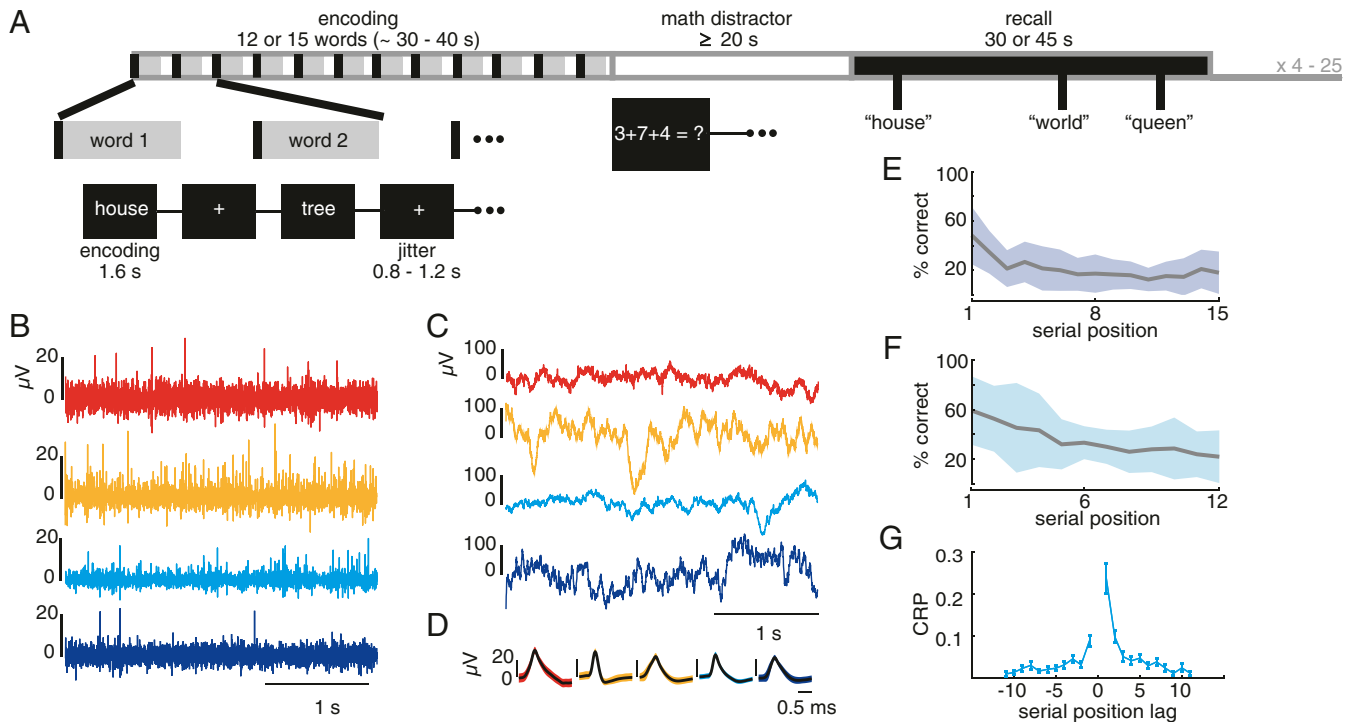 A
encoding
12 or 15 words (~ 30 - 40 s)
math distractor
≥ 20 s
recall
30 or 45 s
x 4 - 25
word 1
word 2
•••
3+7+4 = ?
•••
"house"
"world"
"queen"
house
+
tree
+
•••
encoding
1.6 s
jitter
0.8 - 1.2 s
B
μV
20
0
20
0
20
0
20
0
1 s
C
μV
100
0
100
0
100
0
100
0
1 s
D
μV
20
0
0.5 ms
E
% correct
100
60
20
1
8
15
serial position
F
% correct
100
60
20
1
6
12
serial position
G
CRP
0.3
0.2
0.1
-10
-5
0
5
10
serial position lag